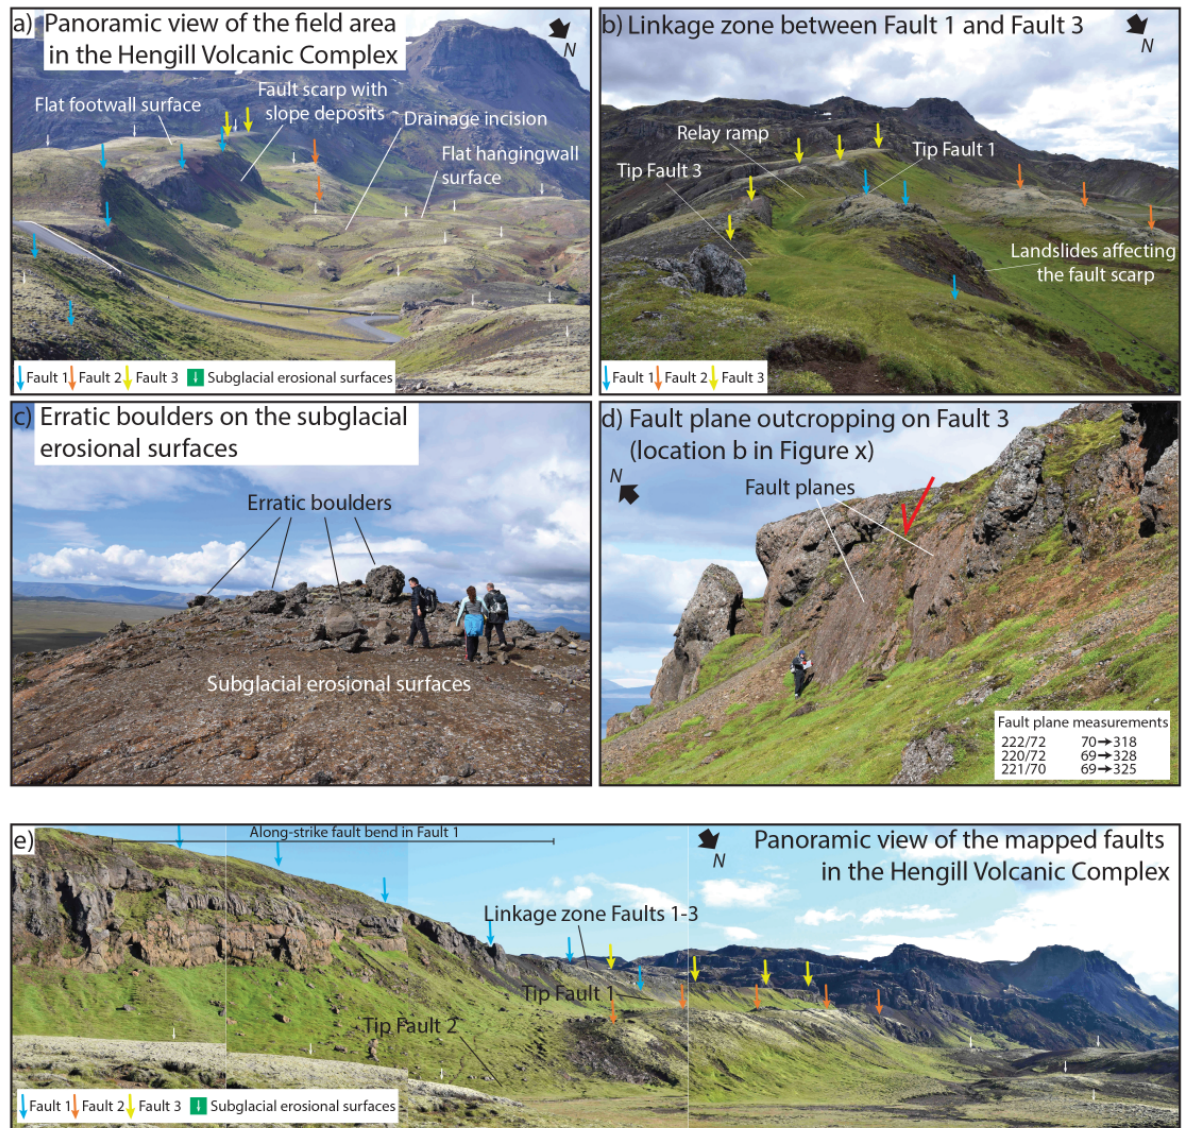 a) Panoramic view of the field area
in the Hengill Volcanic Complex
N
Flat footwall surface
Fault scarp with
slope deposits
Drainage incision
Flat hangingwall
surface
Fault 1 Fault 2 Fault 3 Subglacial erosional surfaces
b) Linkage zone between Fault 1 and Fault 3
N
Relay ramp
Tip Fault 1
Tip Fault 3
Landslides affecting
the fault scarp
Fault 1 Fault 2 Fault 3
c) Erratic boulders on the subglacial
erosional surfaces
Erratic boulders
Subglacial erosional surfaces
d) Fault plane outcropping on Fault 3
(location b in Figure x)
N
Fault planes
Fault plane measurements
222/72 70➔318
220/72 69➔328
221/70 69➔325
e)
Along-strike fault bend in Fault 1
N
Panoramic view of the mapped faults
in the Hengill Volcanic Complex
Linkage zone Faults 1-3
Tip Fault 1
Tip Fault 2
Fault 1 Fault 2 Fault 3 Subglacial erosional surfaces